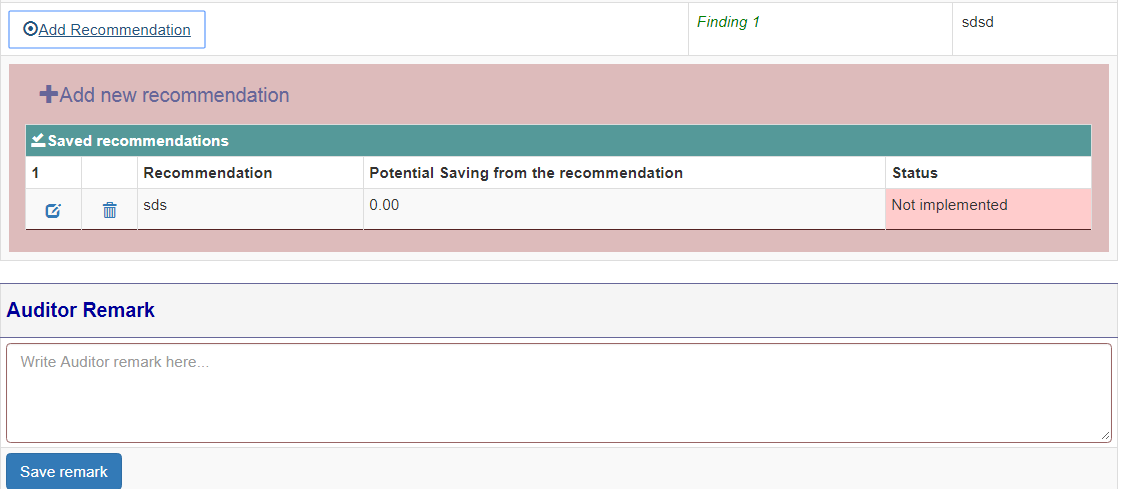 Add Recommendation Finding 1 sdsd
Add new recommendation
Saved recommendations
1 Recommendation Potential Saving from the recommendation Status
sds 0.00 Not implemented
Auditor Remark
Write Auditor remark here...
Save remark